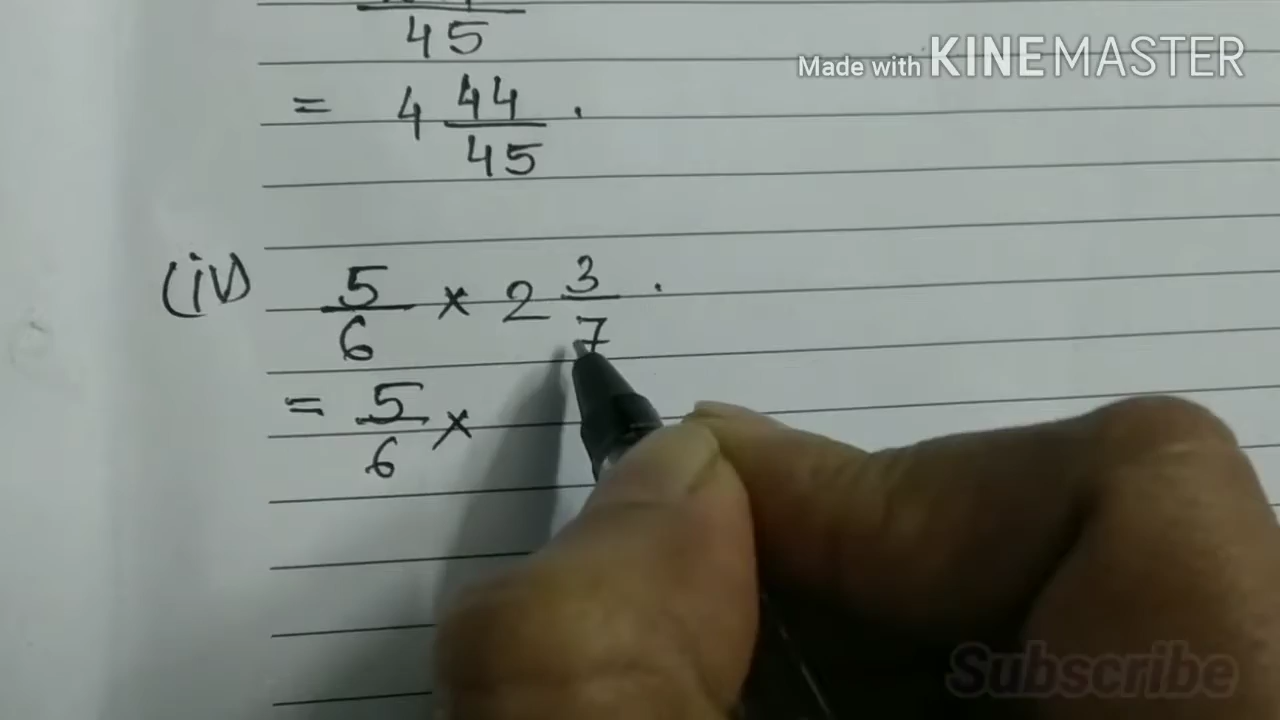 45
Made with KINEMASTER
= 4 44/45 .
(iv) 5/6 × 2 3/7 .
= 5/6 ×
Subscribe